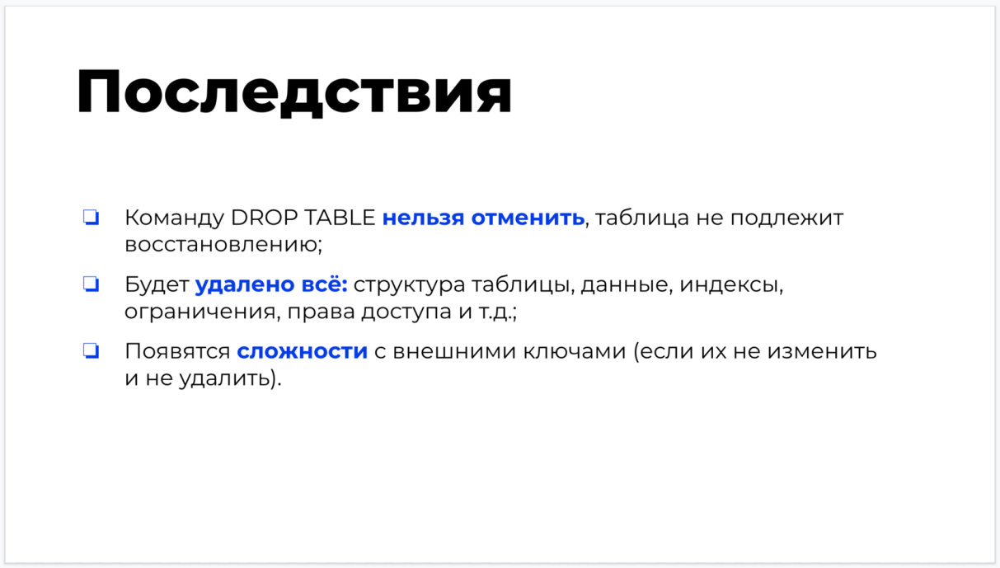 Последствия
Команду DROP TABLE нельзя отменить, таблица не подлежит
восстановлению;
Будет удалено всё: структура таблицы, данные, индексы,
ограничения, права доступа и т.д.;
Появятся сложности с внешними ключами (если их не изменить
и не удалить).